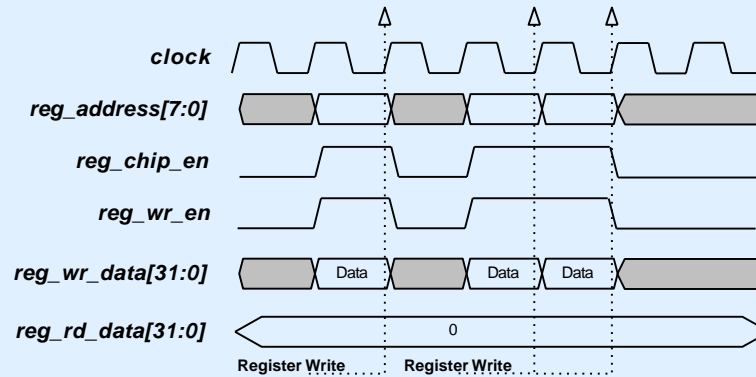 clock
reg_address[7:0]
reg_chip_en
reg_wr_en
reg_wr_data[31:0] Data Data Data
reg_rd_data[31:0] 0
Register Write Register Write